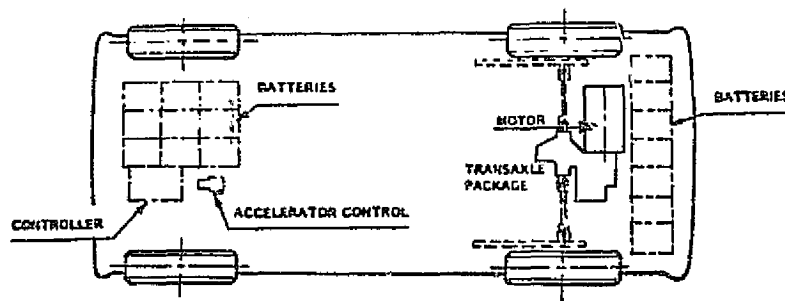 BATTERIES
BATTERIES
MOTOR
TRANSAXLE
PACKAGE
ACCELERATOR CONTROL
CONTROLLER